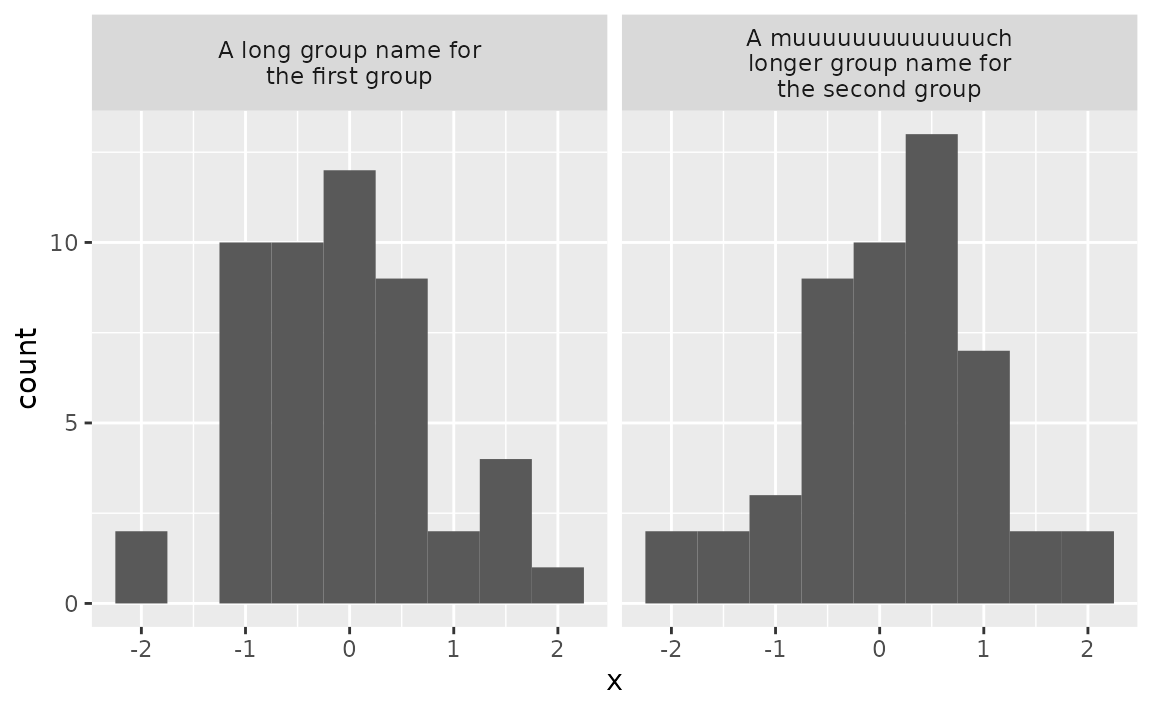 A long group name for
the first group
A muuuuuuuuuuuuuch
longer group name for
the second group
count
10
5
0
-2
-1
0
1
2
-2
-1
0
1
2
x